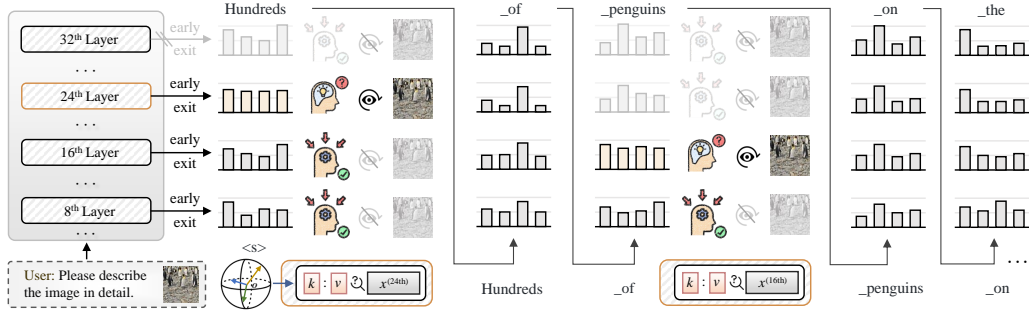 Hundreds
_of
_penguins
_on
_the
32th Layer
early
exit
...
24th Layer
early
exit
...
16th Layer
early
exit
...
8th Layer
early
exit
...
<s>
o
User: Please describe
the image in detail.
k : v x(24th)
Hundreds
_of
k : v x(16th)
_penguins
_on
...
? 
?